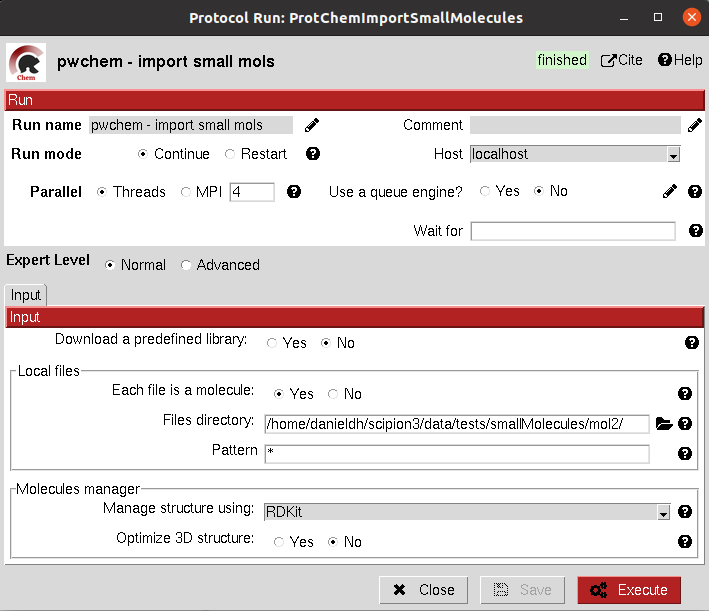 Protocol Run: ProtChemImportSmallMolecules
Chem
pwchem - import small mols
finished Cite Help
Run
Run name pwchem - import small mols Comment
Run mode Continue Restart Host localhost
Parallel Threads MPI 4 Use a queue engine? Yes No
Wait for
Expert Level Normal Advanced
Input
Input
Download a predefined library: Yes No
Local files
Each file is a molecule: Yes No
Files directory: /home/danieldh/scipion3/data/tests/smallMolecules/mol2/
Pattern *
Molecules manager
Manage structure using: RDKit
Optimize 3D structure: Yes No
Close Save Execute